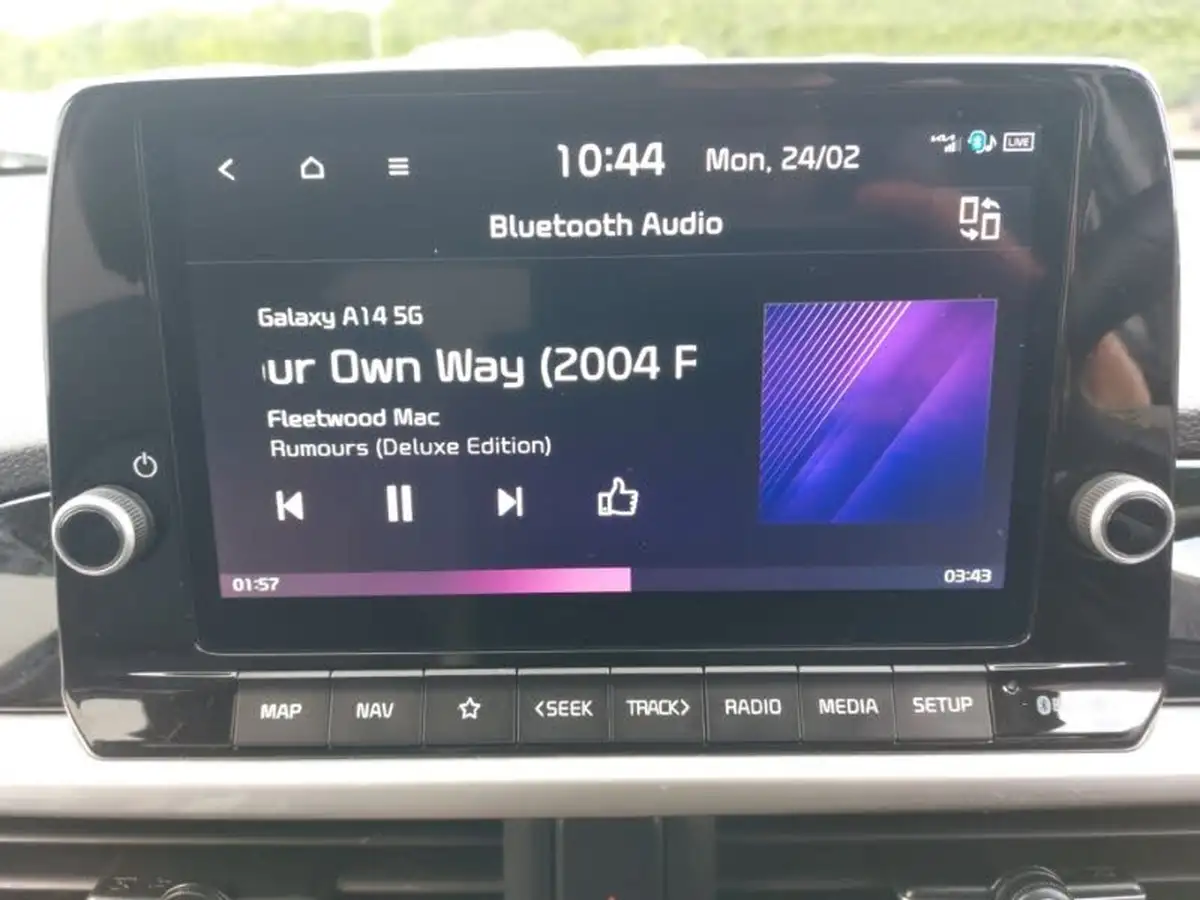 10:44 Mon, 24/02
LIVE
Bluetooth Audio
Galaxy A14 5G
ur Own Way (2004 F
Fleetwood Mac
Rumours (Deluxe Edition)
01:57 03:43
MAP NAV <SEEK TRACK> RADIO MEDIA SETUP